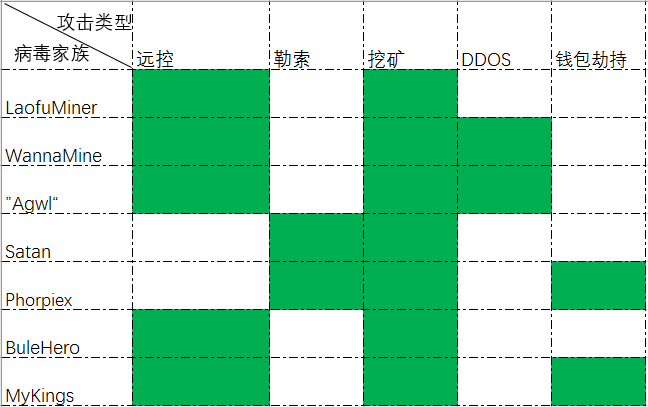 攻击类型
病毒家族
远控 勒索 挖矿 DDOS 钱包劫持
LaofuMiner
WannaMine
”Agwl“
Satan
Phorpiex
BuleHero
MyKings